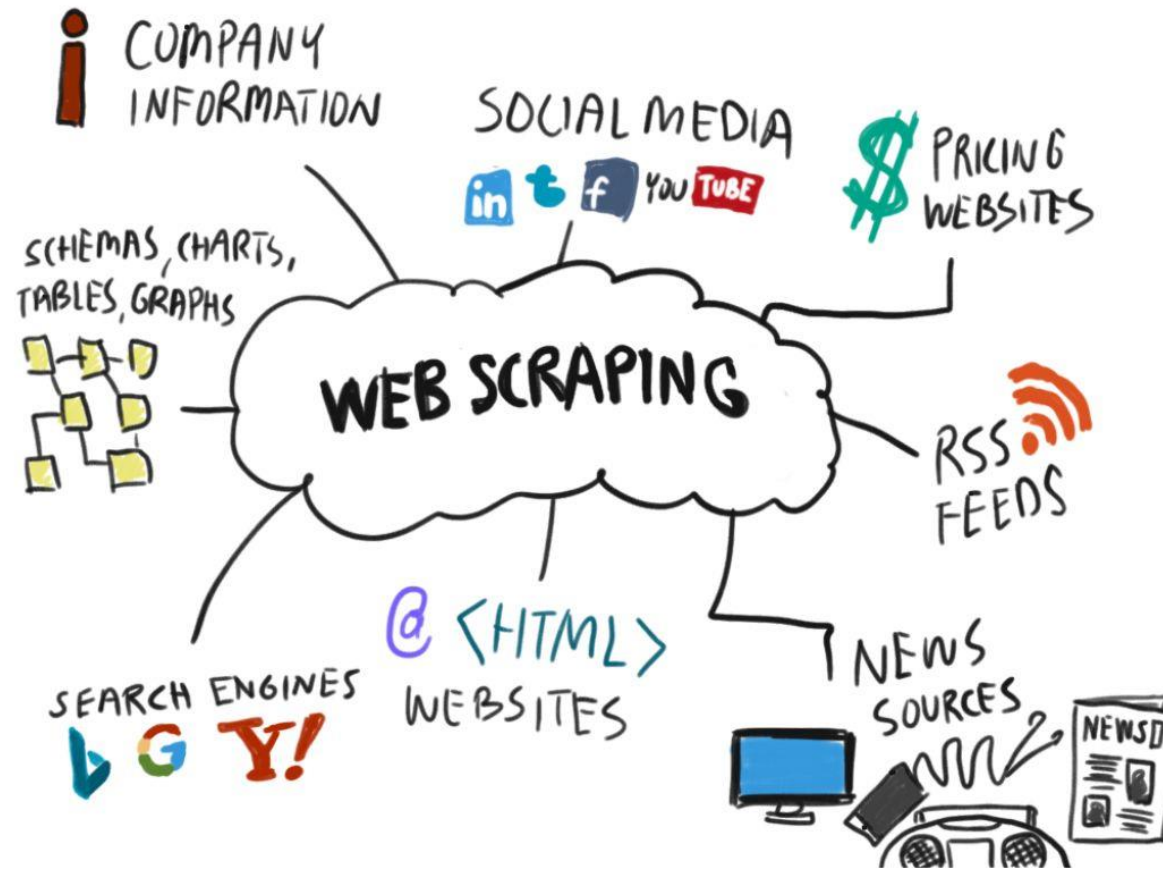 COMPANY
INFORMATION
SOCIAL MEDIA
in t f YOU TUBE
$ PRICING
WEBSITES
SCHEMAS, CHARTS,
TABLES, GRAPHS
WEB SCRAPING
RSS
FEEDS
@ <HTML>
WEBSITES
SEARCH ENGINES
b G Y!
NEWS
SOURCES
NEWS